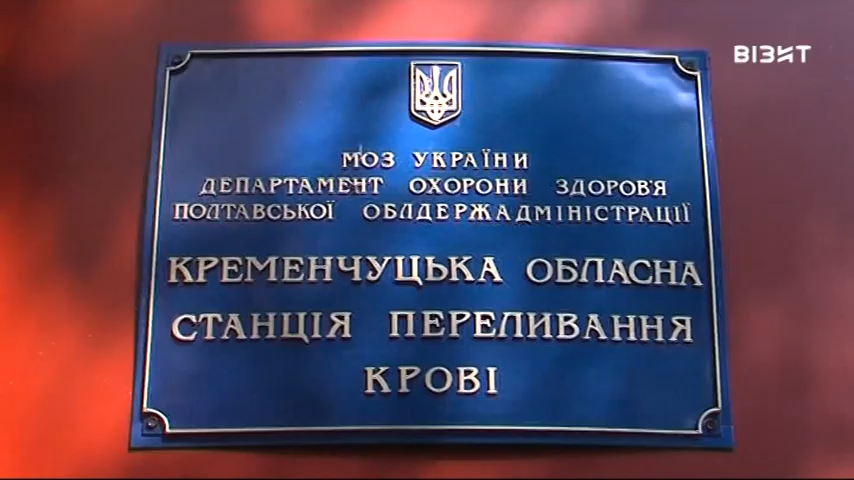 ВІЗИТ
МОЗ УКРАЇНИ
ДЕПАРТАМЕНТ ОХОРОНИ ЗДОРОВ'Я
ПОЛТАВСЬКОЇ ОБЛДЕРЖАДМІНІСТРАЦІЇ
КРЕМЕНЧУЦЬКА ОБЛАСНА
СТАНЦІЯ ПЕРЕЛИВАННЯ
КРОВІ